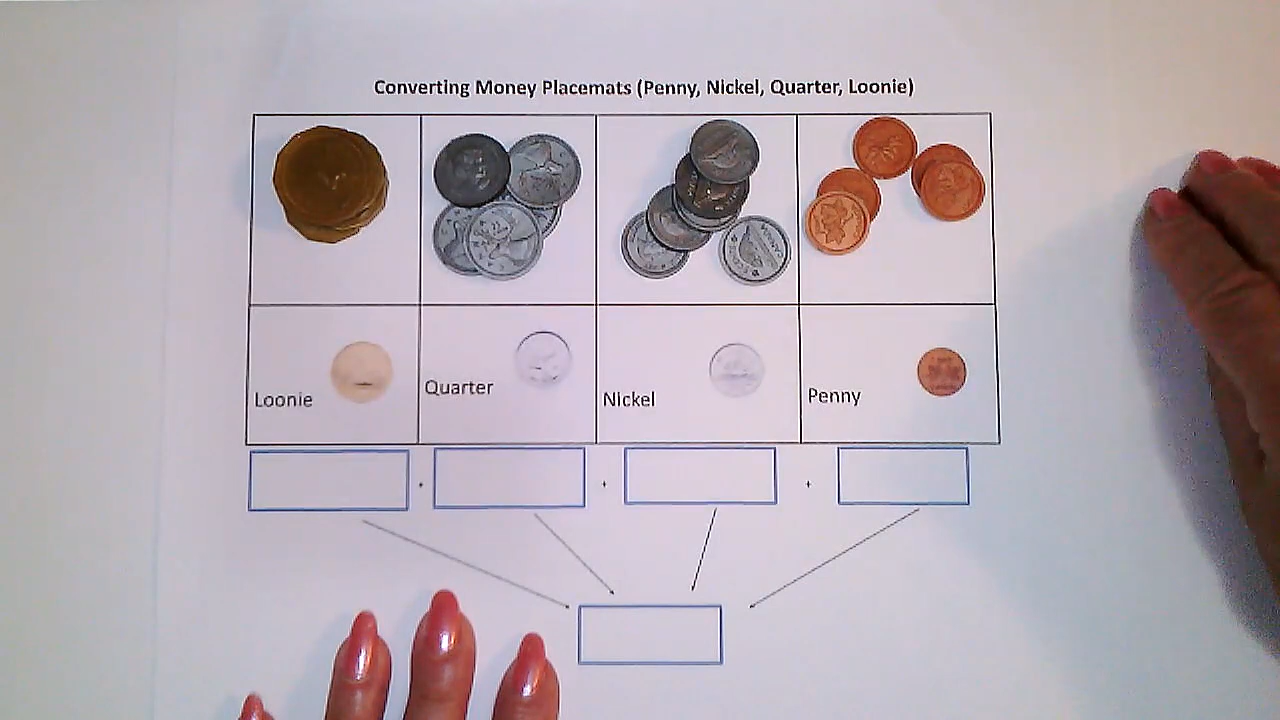 Converting Money Placemats (Penny, Nickel, Quarter, Loonie)
Loonie
Quarter
Nickel
Penny
+ + +